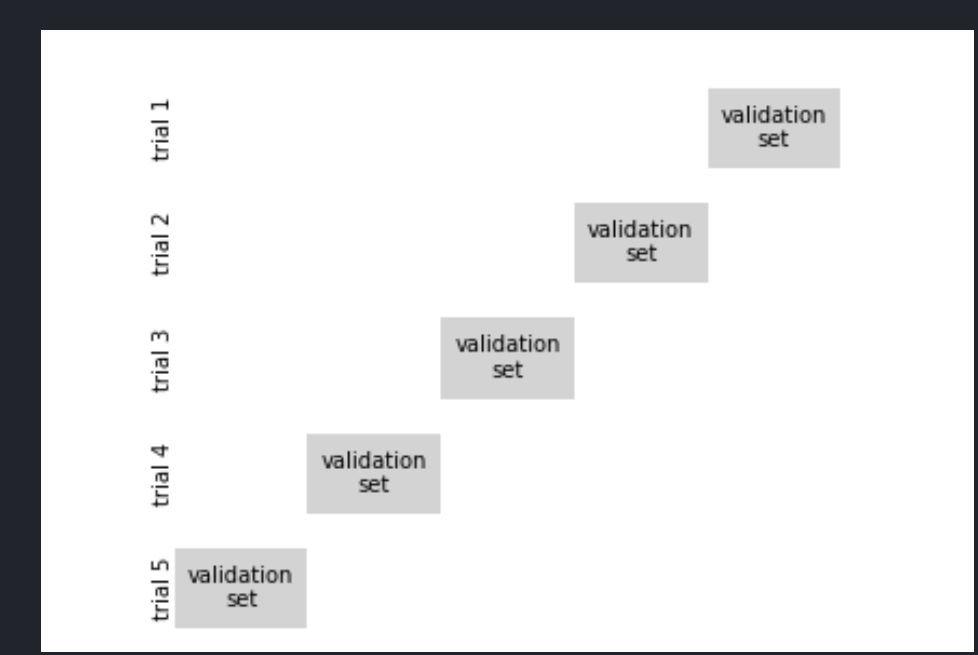 trial 1
validation
set
trial 2
validation
set
trial 3
validation
set
trial 4
validation
set
trial 5
validation
set